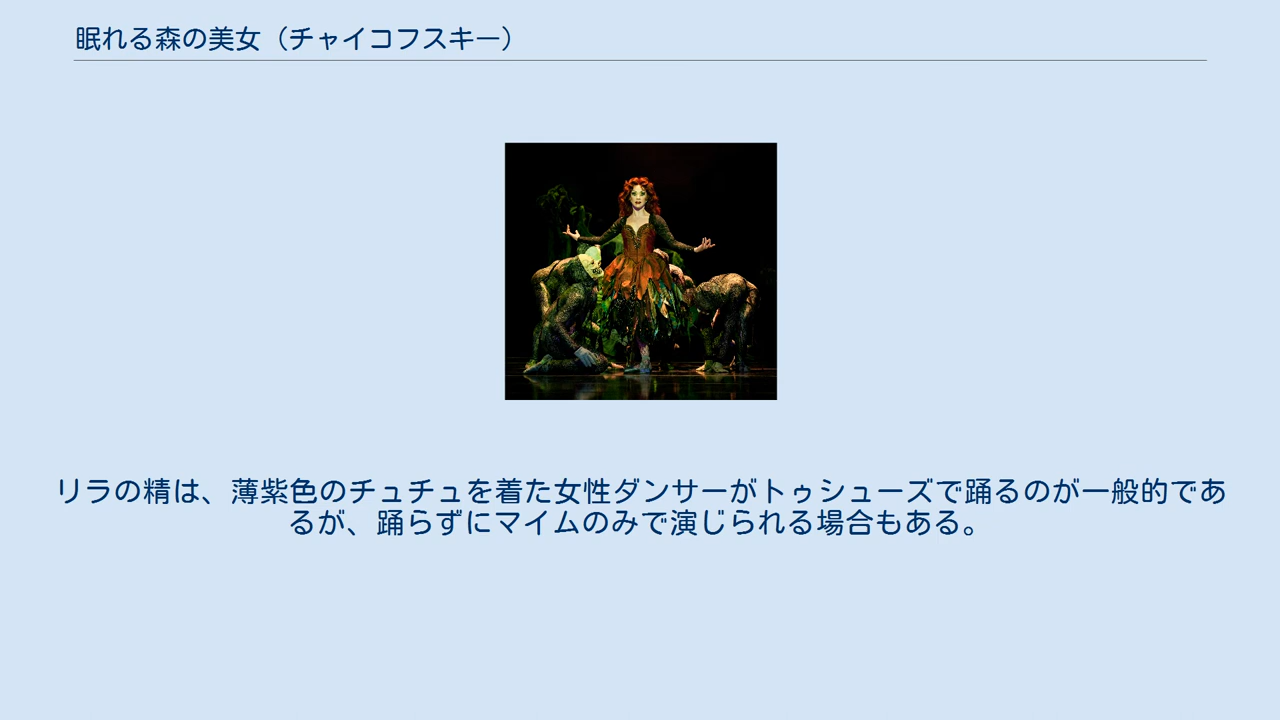 眠れる森の美女（チャイコフスキー）
リラの精は、薄紫色のチュチュを着た女性ダンサーがトゥシューズで踊るのが一般的であ
るが、踊らずにマイムのみで演じられる場合もある。